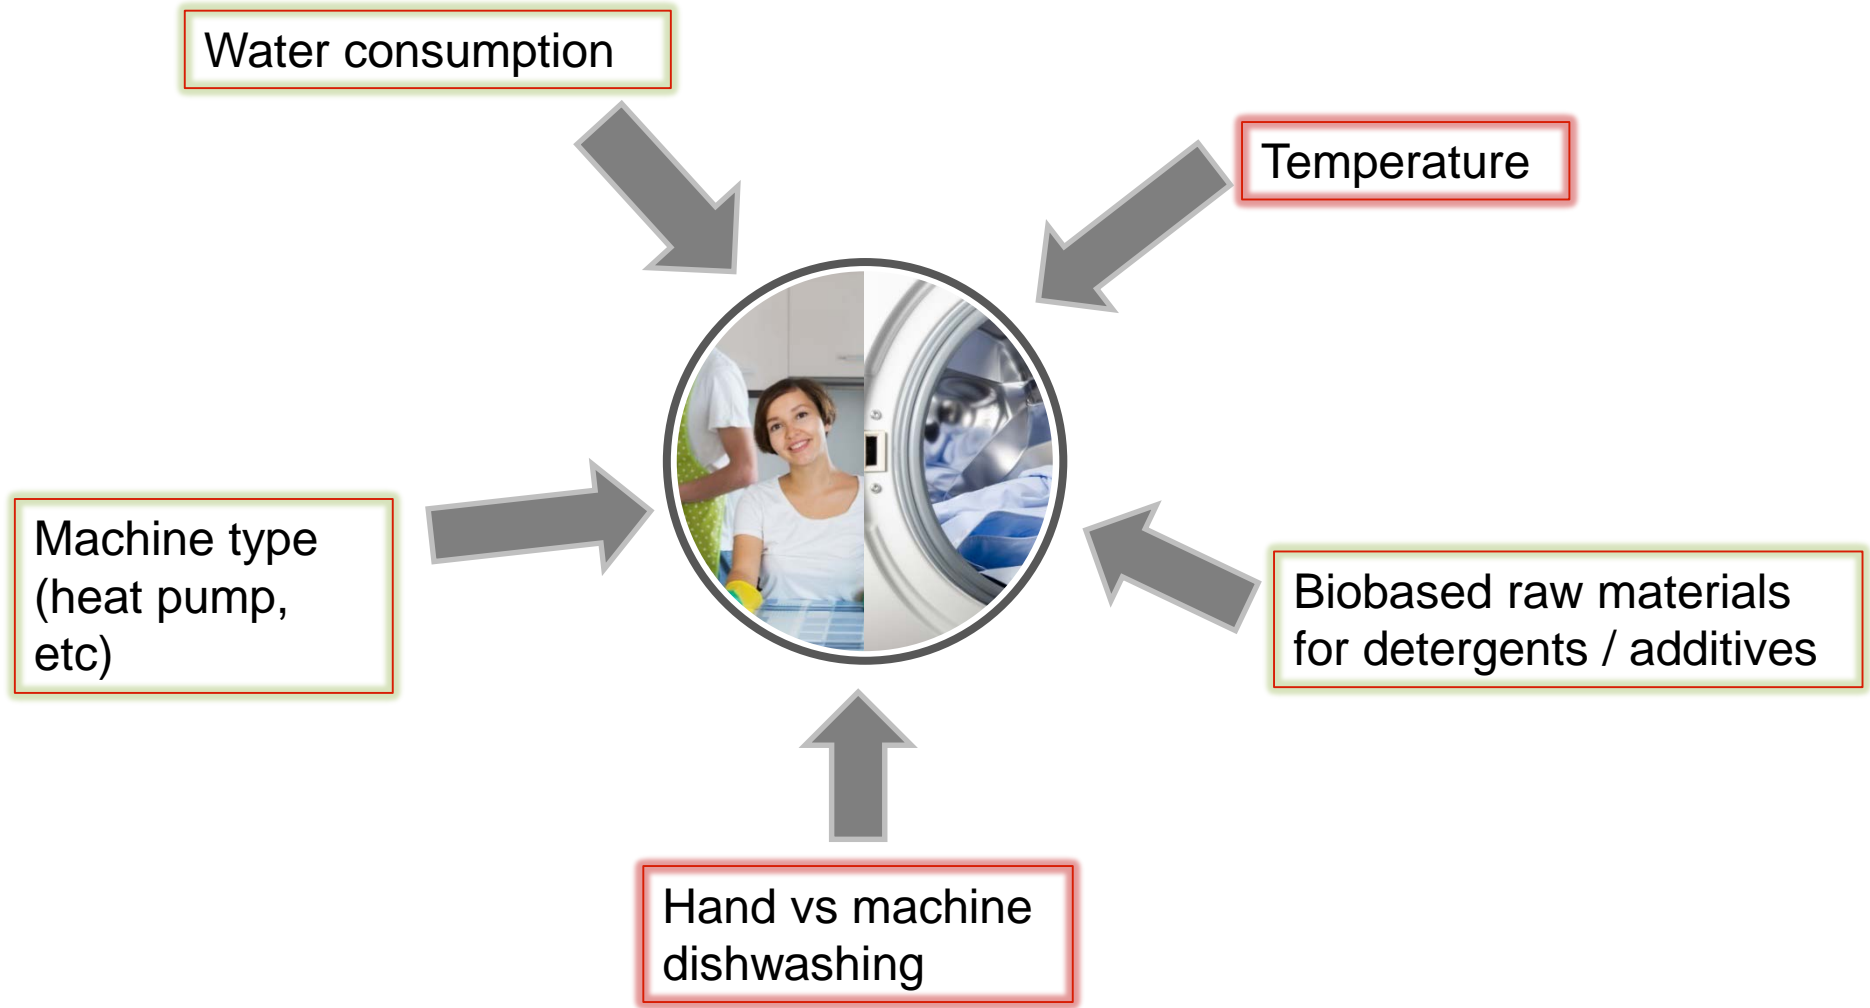 Water consumption
Temperature
Machine type
(heat pump,
etc)
Biobased raw materials
for detergents / additives
Hand vs machine
dishwashing